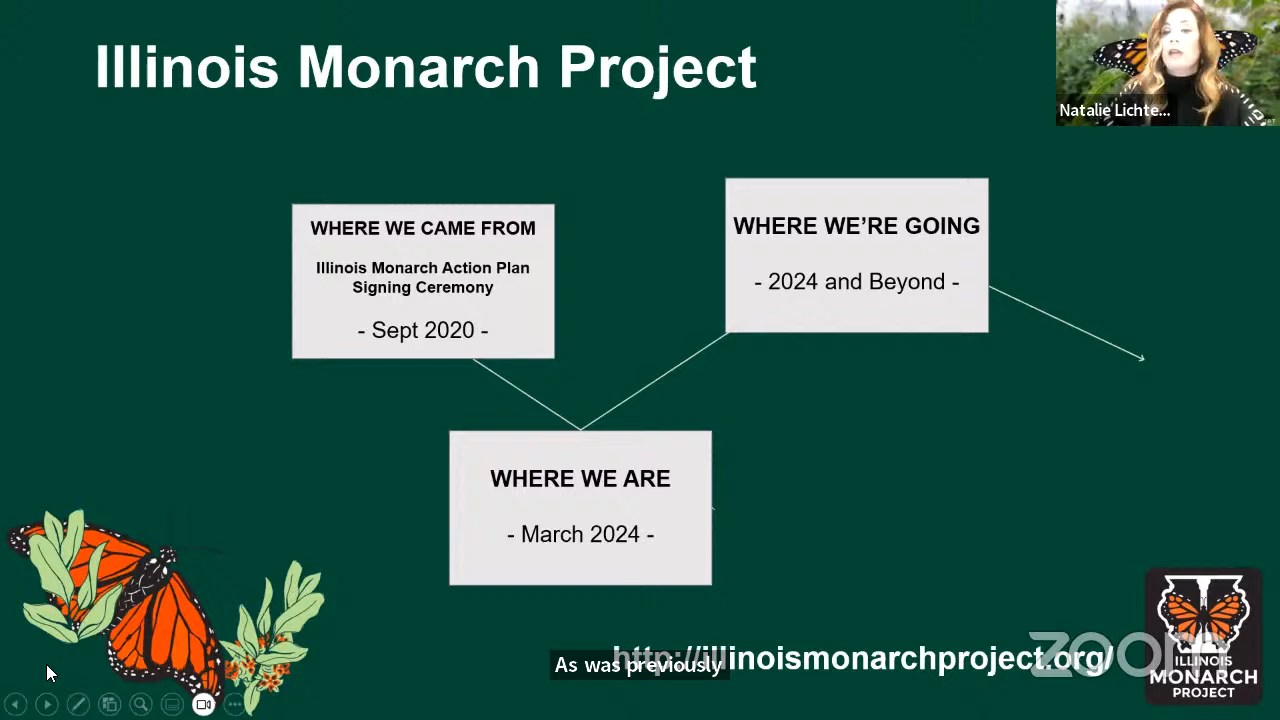 Illinois Monarch Project
Natalie Lichte...
WHERE WE CAME FROM
Illinois Monarch Action Plan
Signing Ceremony
- Sept 2020 -
WHERE WE'RE GOING
- 2024 and Beyond -
WHERE WE ARE
- March 2024 -
http://illinoismonarchproject.org/
As was previously
zoom
ILLINOIS
MONARCH
PROJECT